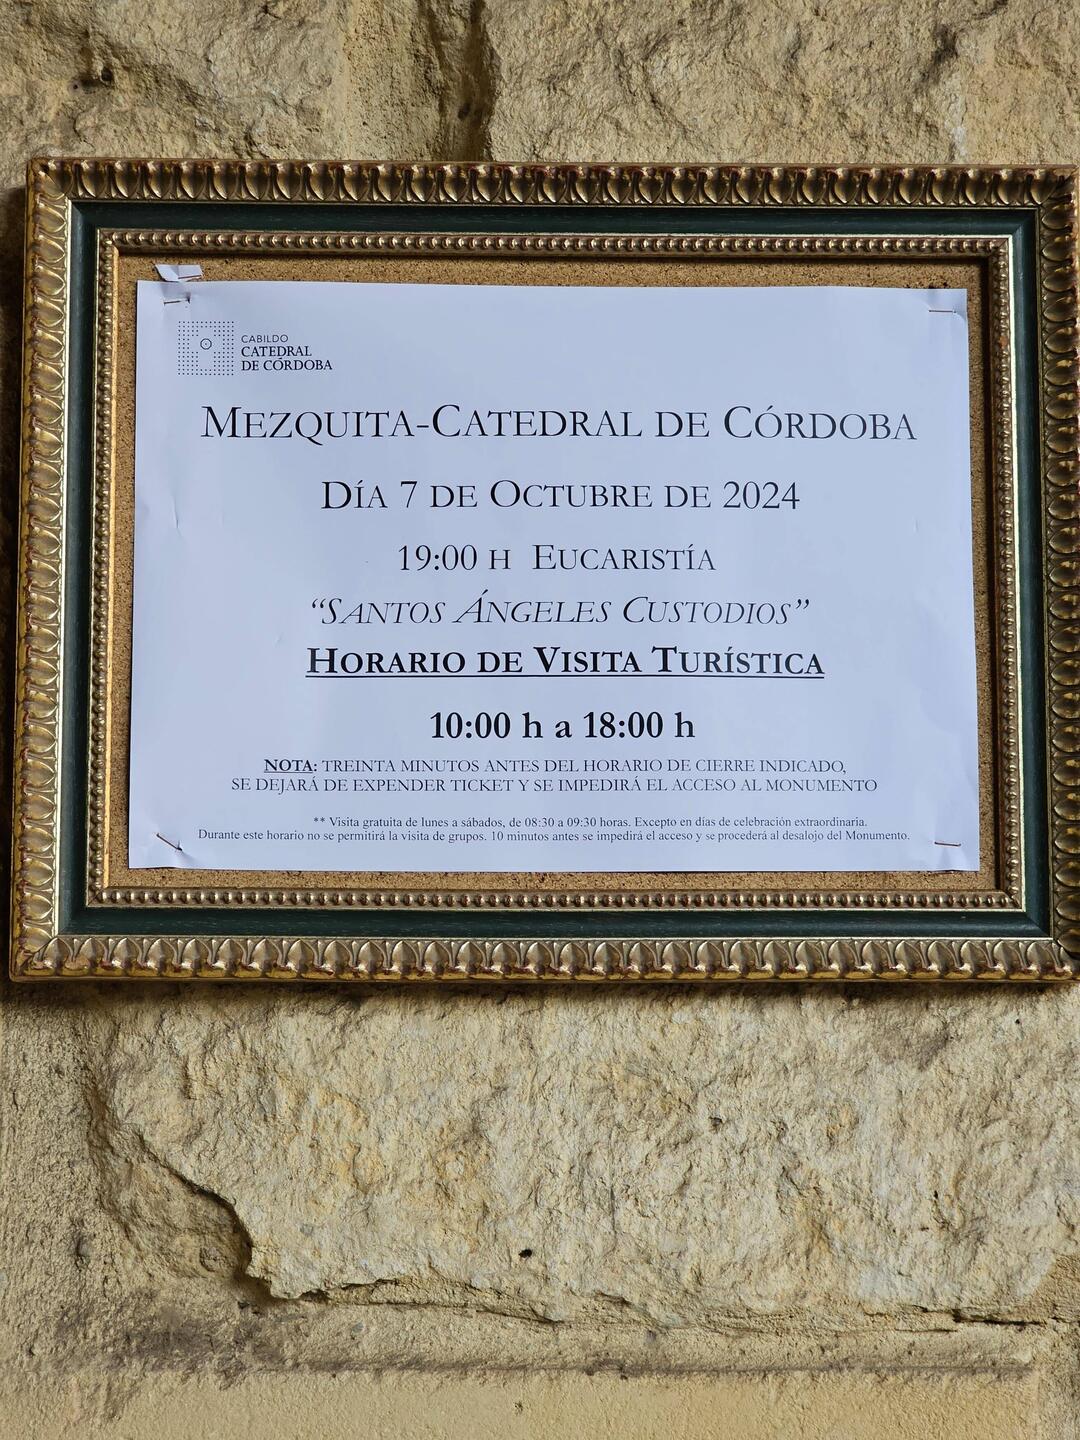 CABILDO
CATEDRAL
DE CÓRDOBA
MEZQUITA-CATEDRAL DE CÓRDOBA
DÍA 7 DE OCTUBRE DE 2024
19:00 H EUCARISTÍA
“SANTOS ÁNGELES CUSTODIOS”
HORARIO DE VISITA TURÍSTICA
10:00 h a 18:00 h
NOTA: TREINTA MINUTOS ANTES DEL HORARIO DE CIERRE INDICADO,
SE DEJARÁ DE EXPENDER TICKET Y SE IMPEDIRÁ EL ACCESO AL MONUMENTO
** Visita gratuita de lunes a sábados, de 08:30 a 09:30 horas. Excepto en días de celebración extraordinaria.
Durante este horario no se permitirá la visita de grupos. 10 minutos antes se impedirá el acceso y se procederá al desalojo del Monumento.